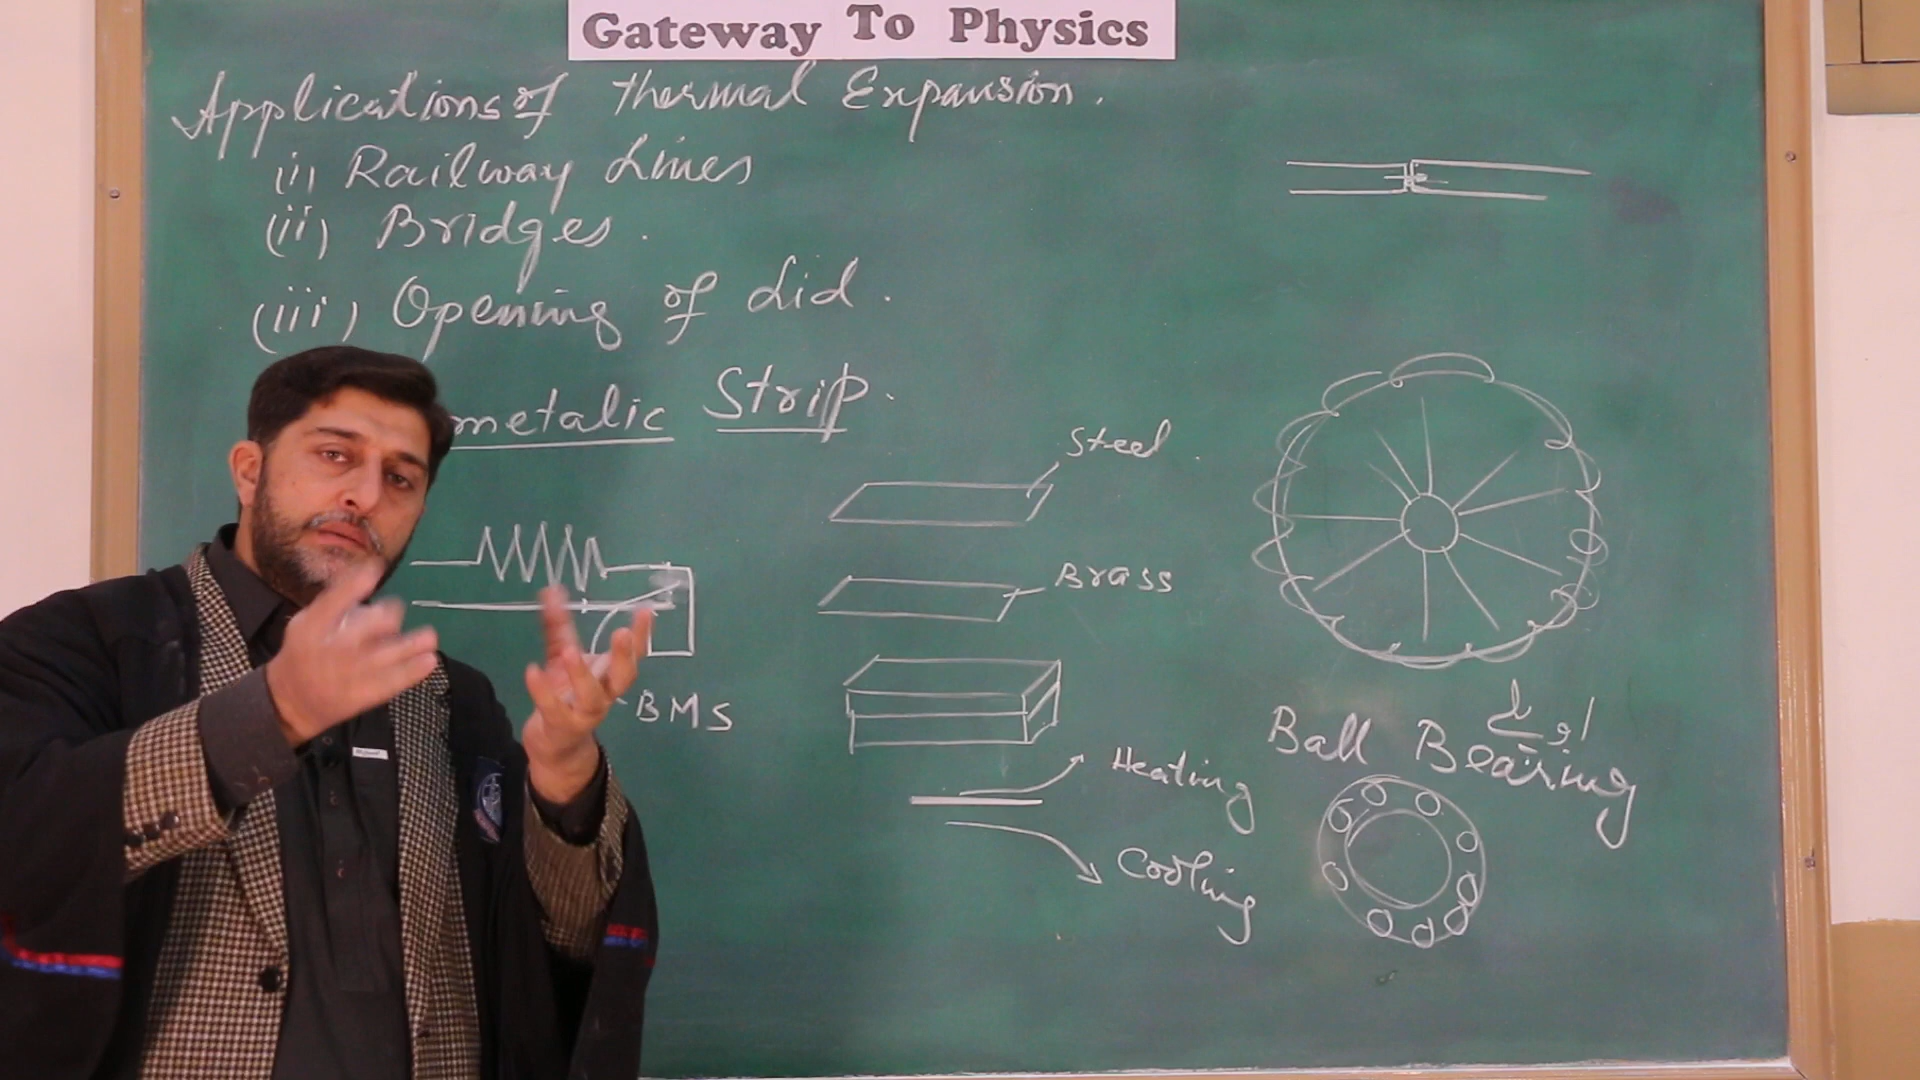 Gateway To Physics
Applications of thermal Expansion.
(i) Railway Lines
(ii) Bridges.
(iii) Opening of Lid.
metalic Strip.
Steel.
Brass
BMS
Heating
Cooling
Ball Bearing